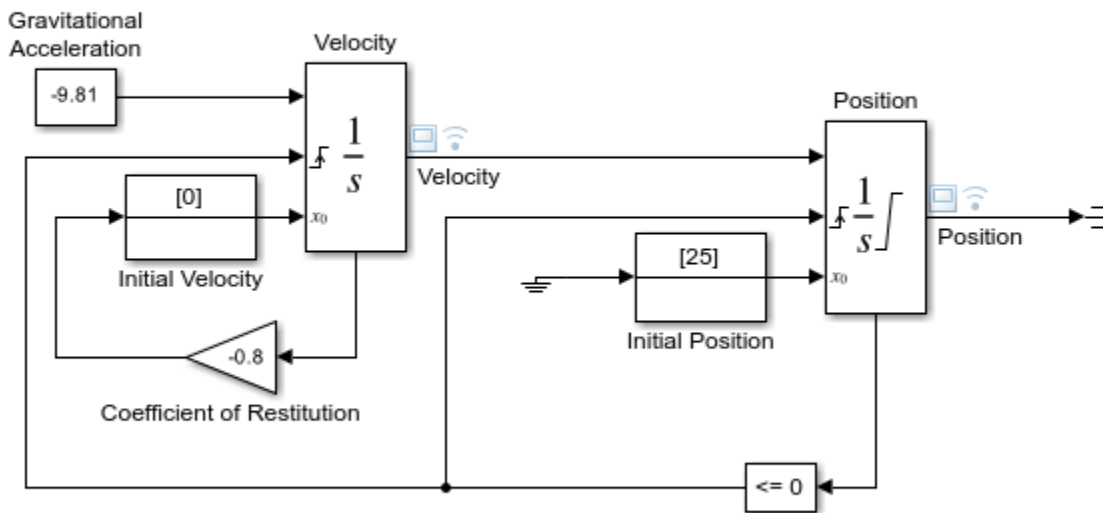 Gravitational
Acceleration
-9.81
Velocity
1
s
x0
Velocity
[0]
Initial Velocity
-0.8
Coefficient of Restitution
Position
1
s
x0
Position
[25]
Initial Position
<= 0